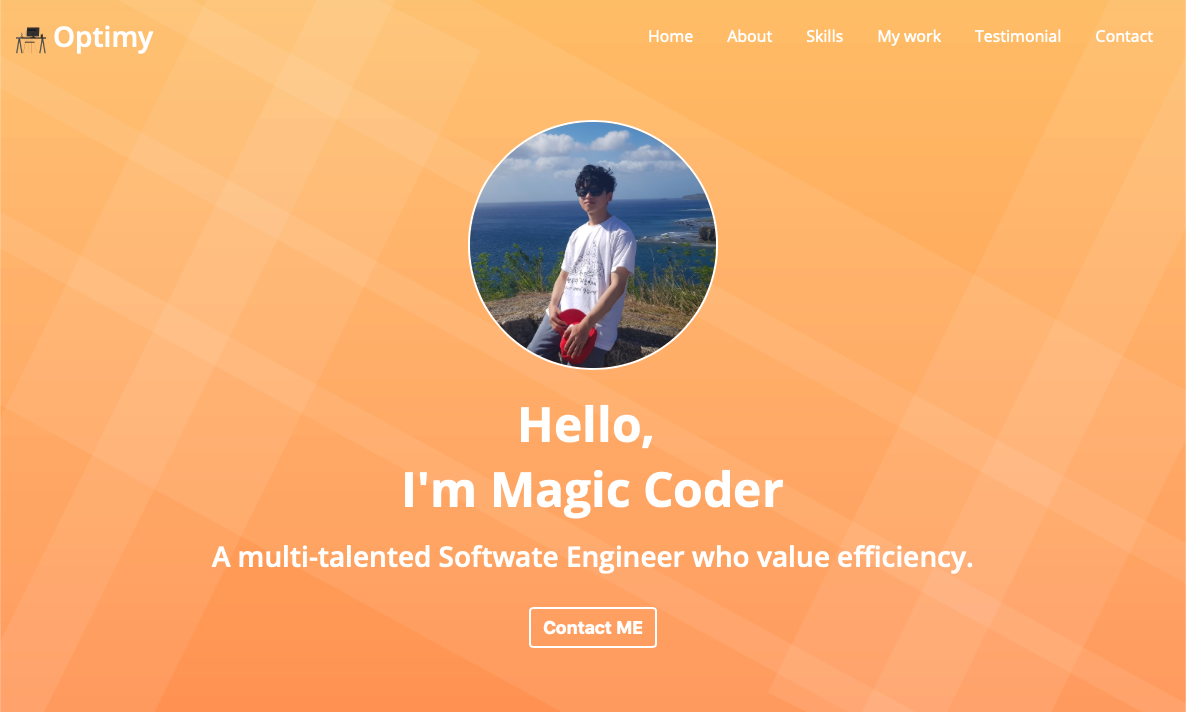 Optimy
Home About Skills My work Testimonial Contact
Hello,
I'm Magic Coder
A multi-talented Softwate Engineer who value efficiency.
Contact ME